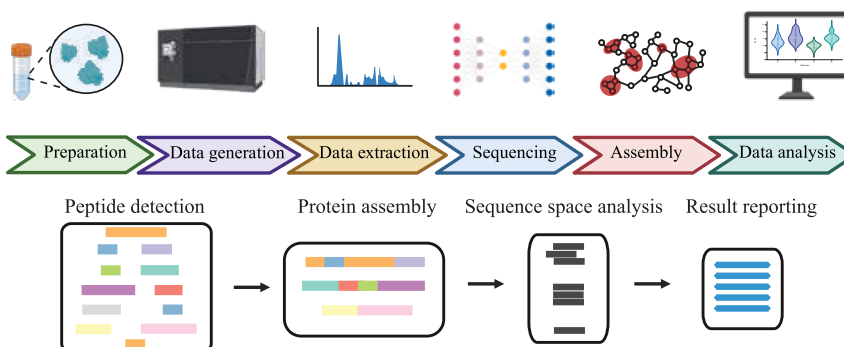 Preparation
Data generation
Data extraction
Sequencing
Assembly
Data analysis
Peptide detection
Protein assembly
Sequence space analysis
Result reporting